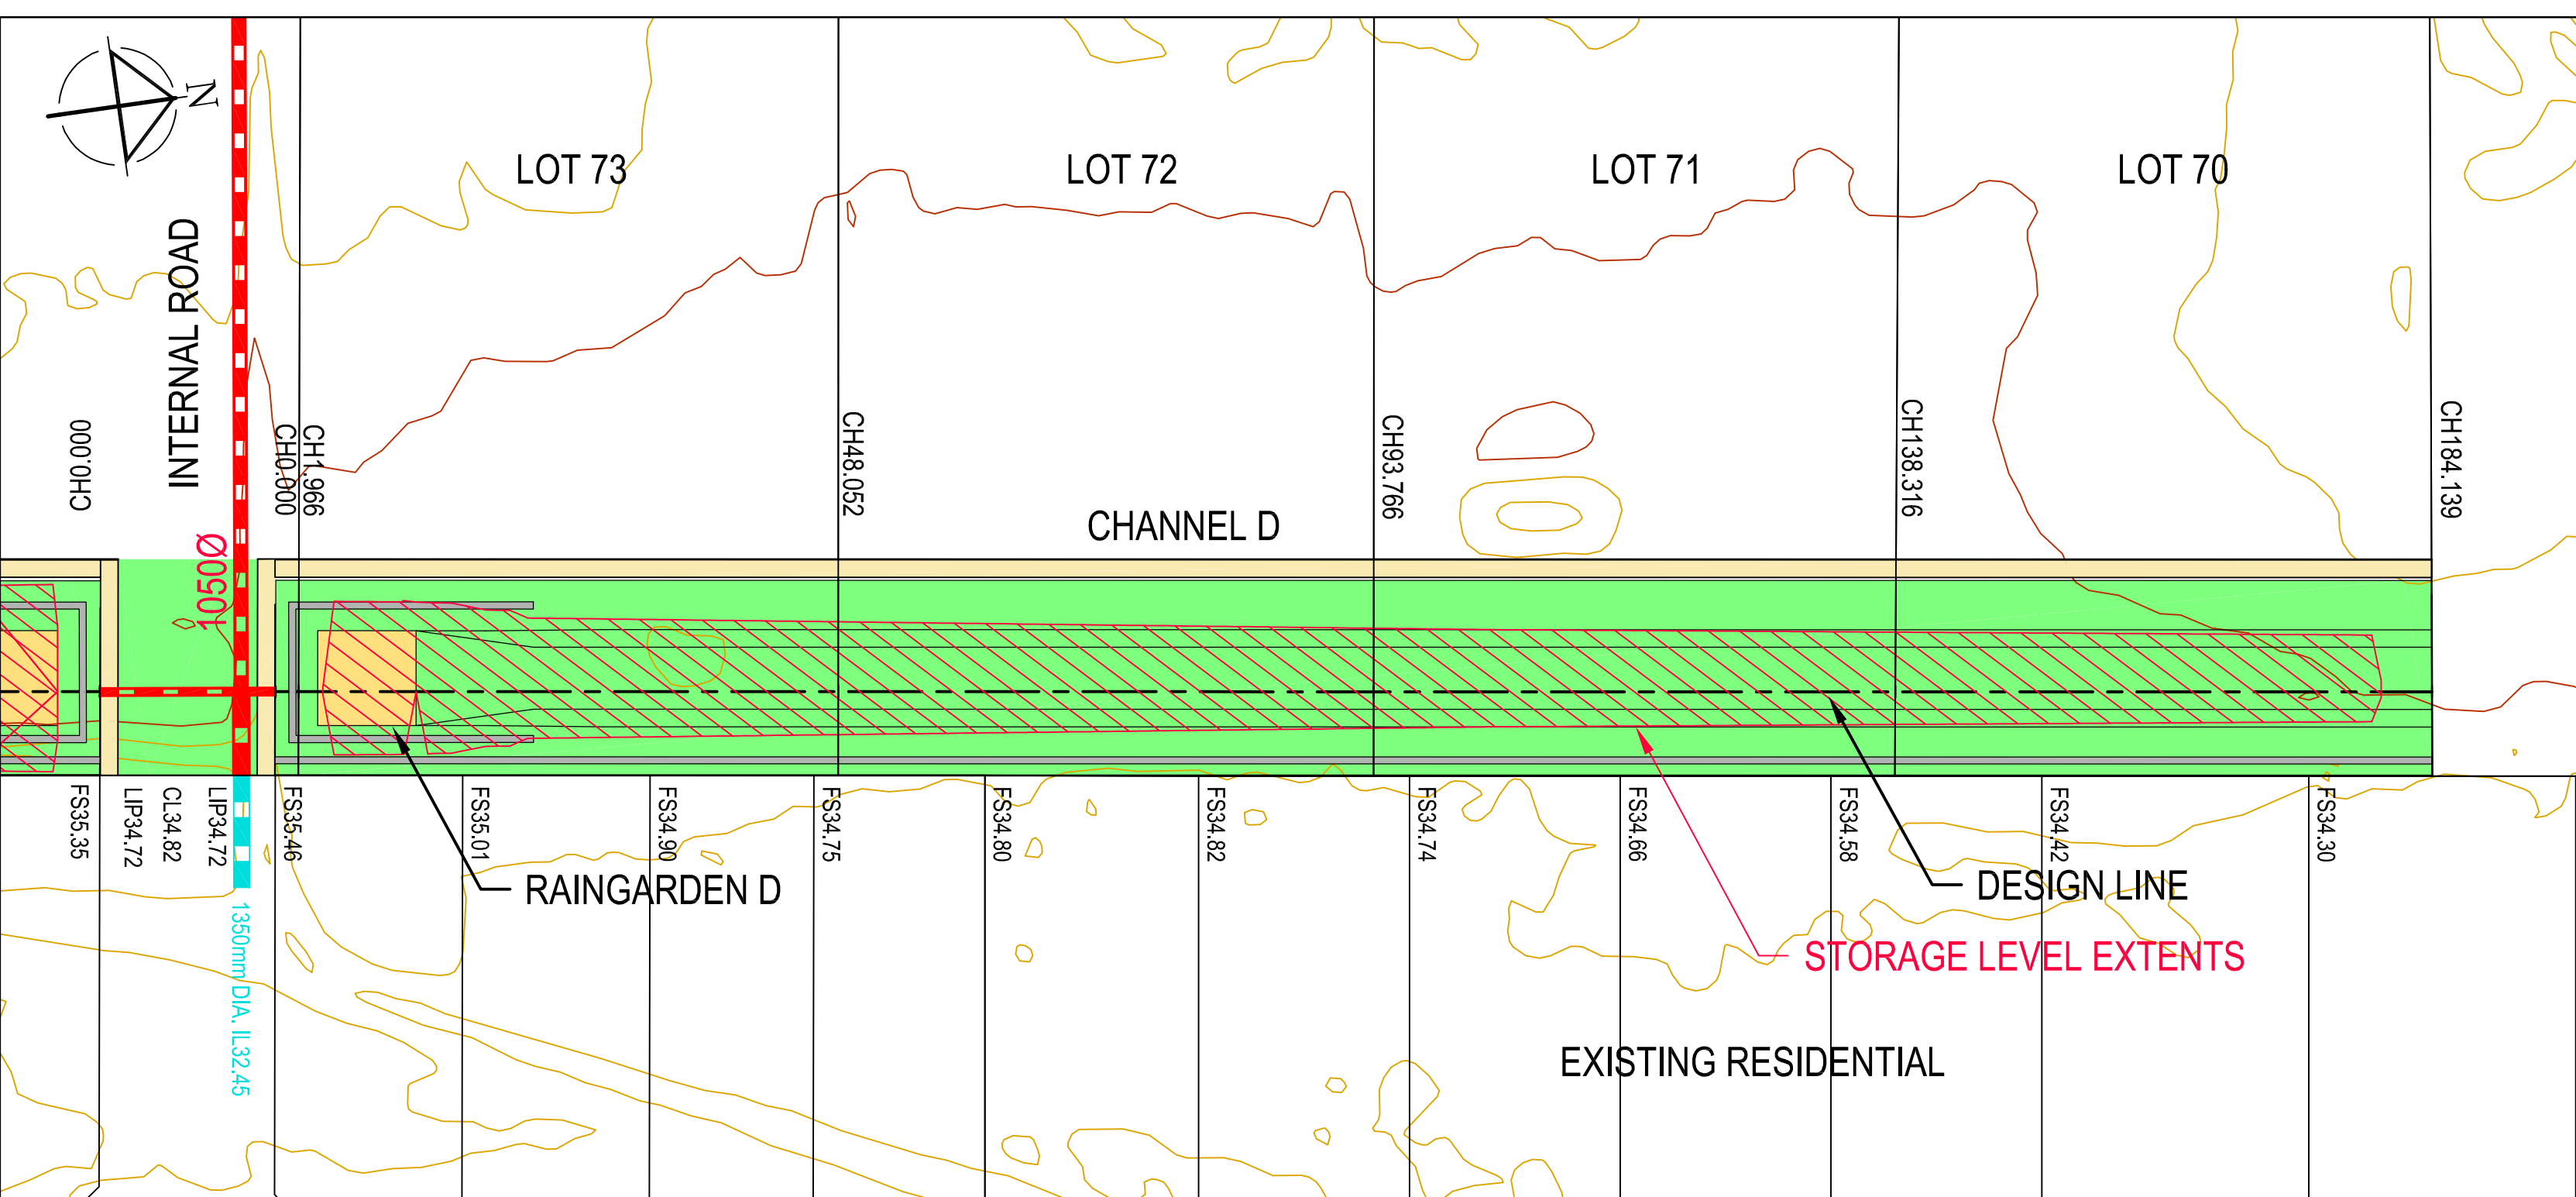 N
LOT 73
LOT 72
LOT 71
LOT 70
INTERNAL ROAD
CH0.000
CH0.000
CH1.966
CH48.052
CH93.766
CH138.316
CH184.139
CHANNEL D
1050Ø
FS35.35
LIP34.72
CL34.82
LIP34.72
FS35.46
FS35.01
FS34.90
FS34.75
FS34.80
FS34.82
FS34.74
FS34.66
FS34.58
FS34.42
FS34.30
RAINGARDEN D
DESIGN LINE
1350mm DIA. IL32.45
STORAGE LEVEL EXTENTS
EXISTING RESIDENTIAL